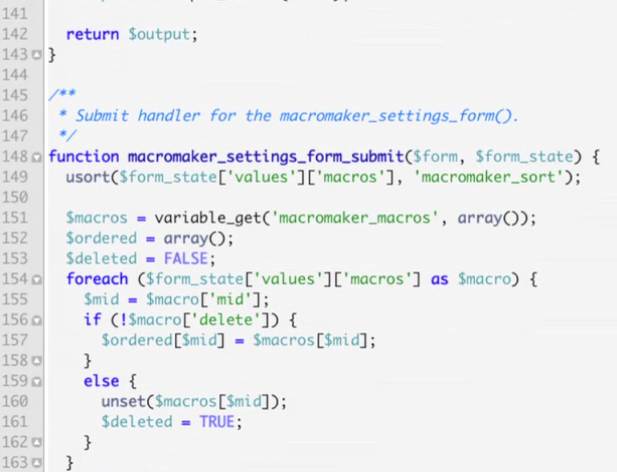 141
142 return $output;
143 }
144
145 /**
146 * Submit handler for the macromaker_settings_form().
147 */
148 function macromaker_settings_form_submit($form, $form_state) {
149 usort($form_state['values']['macros'], 'macromaker_sort');
150
151 $macros = variable_get('macromaker_macros', array());
152 $ordered = array();
153 $deleted = FALSE;
154 foreach ($form_state['values']['macros'] as $macro) {
155 $mid = $macro['mid'];
156 if (!$macro['delete']) {
157 $ordered[$mid] = $macros[$mid];
158 }
159 else {
160 unset($macros[$mid]);
161 $deleted = TRUE;
162 }
163 }